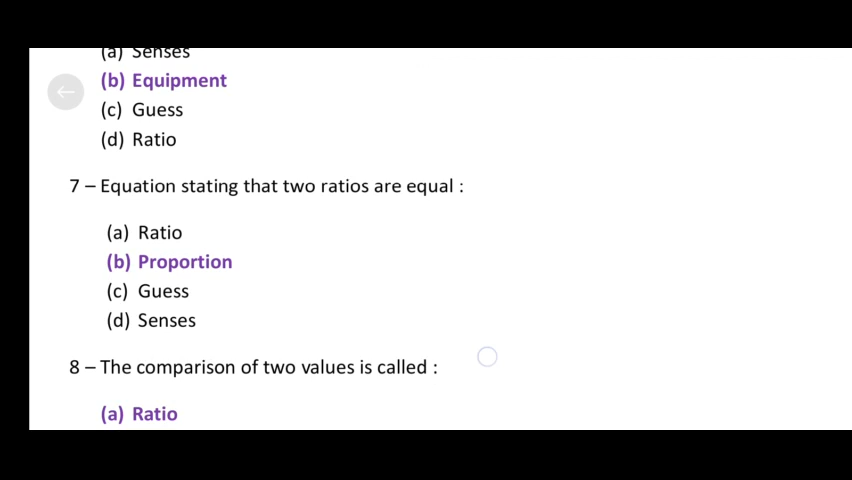 (a) Senses
(b) Equipment
(c) Guess
(d) Ratio
7 – Equation stating that two ratios are equal :
(a) Ratio
(b) Proportion
(c) Guess
(d) Senses
8 – The comparison of two values is called :
(a) Ratio